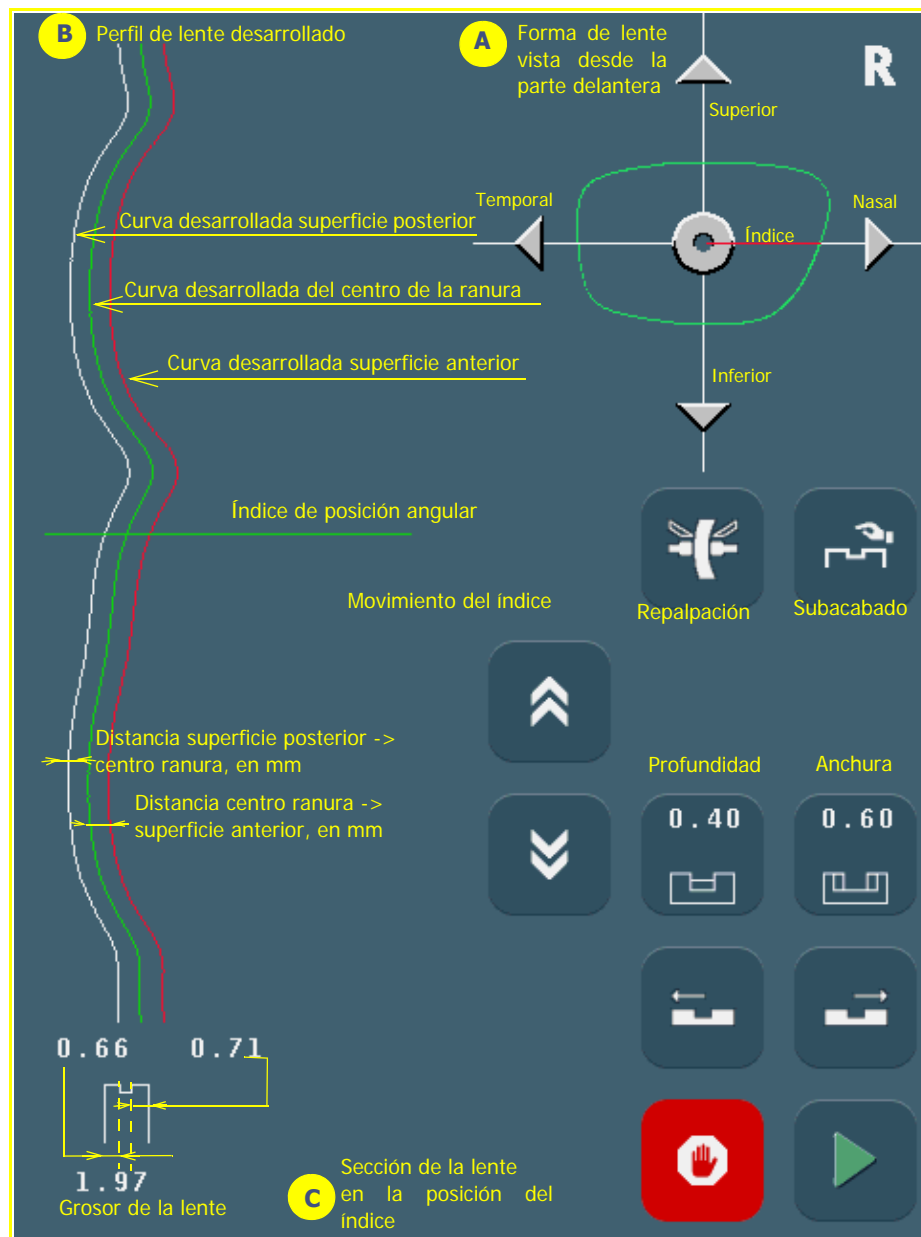 B Perfil de lente desarrollado
A Forma de lente
vista desde la
parte delantera
R
Superior
Temporal
Nasal
Índice
Inferior
Curva desarrollada superficie posterior
Curva desarrollada del centro de la ranura
Curva desarrollada superficie anterior
Índice de posición angular
Movimiento del índice
Repalpación
Subacabado
Distancia superficie posterior ->
centro ranura, en mm
Distancia centro ranura ->
superficie anterior, en mm
Profundidad
Anchura
0.40
0.60
0.66 0.71
1.97
Grosor de la lente
C Sección de la lente
en la posición del
índice